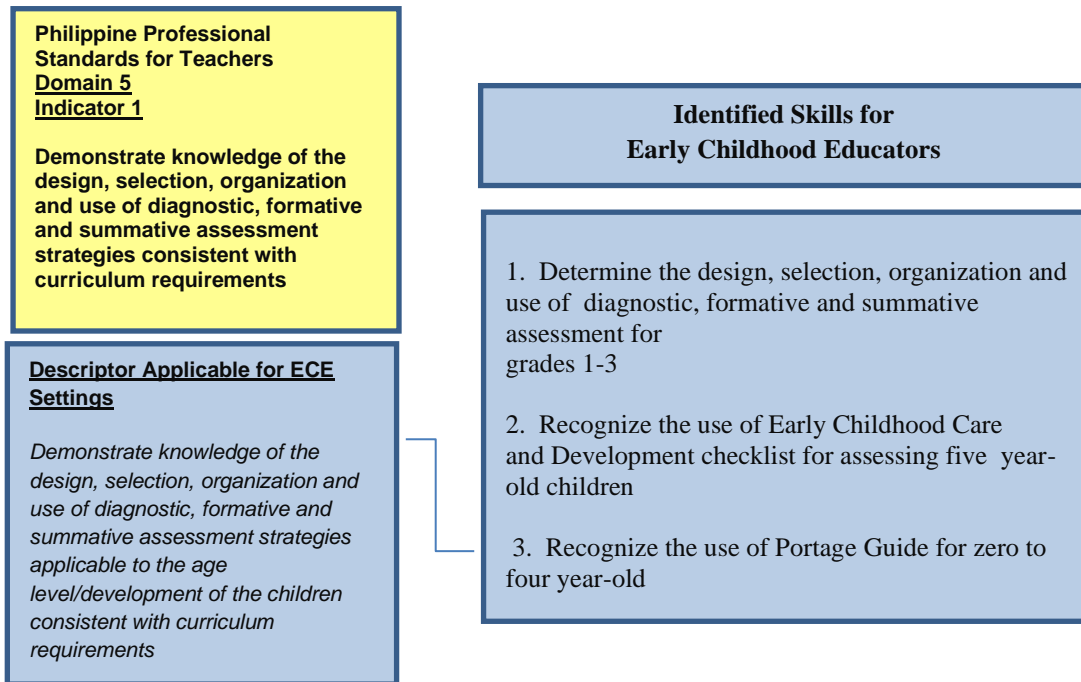 Philippine Professional
Standards for Teachers
Domain 5
Indicator 1
Demonstrate knowledge of the
design, selection, organization
and use of diagnostic, formative
and summative assessment
strategies consistent with
curriculum requirements
Descriptor Applicable for ECE
Settings
Demonstrate knowledge of the
design, selection, organization and
use of diagnostic, formative and
summative assessment strategies
applicable to the age
level/development of the children
consistent with curriculum
requirements
Identified Skills for
Early Childhood Educators
1. Determine the design, selection, organization and
use of diagnostic, formative and summative
assessment for
grades 1-3
2. Recognize the use of Early Childhood Care
and Development checklist for assessing five year-
old children
3. Recognize the use of Portage Guide for zero to
four year-old